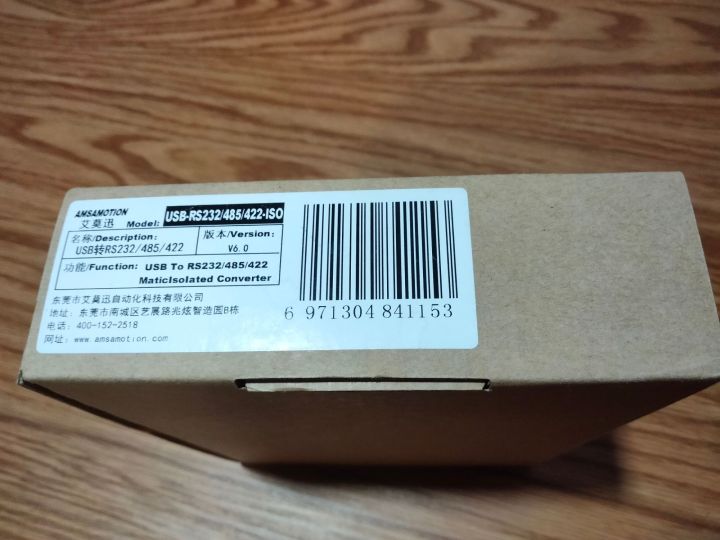 AMSAMOTION
艾莫迅 Model: USB-RS232/485/422-ISO
名称/Description:
USB转RS232/485/422
版本/Version:
V6.0
功能/Function: USB To RS232/485/422
MaticIsolated Converter
东莞市艾莫迅自动化科技有限公司
地址: 东莞市南城区艺展路兆炫智造园B栋
电话: 400-152-2518
网址: www.amsamotion.com
6 971304 841153